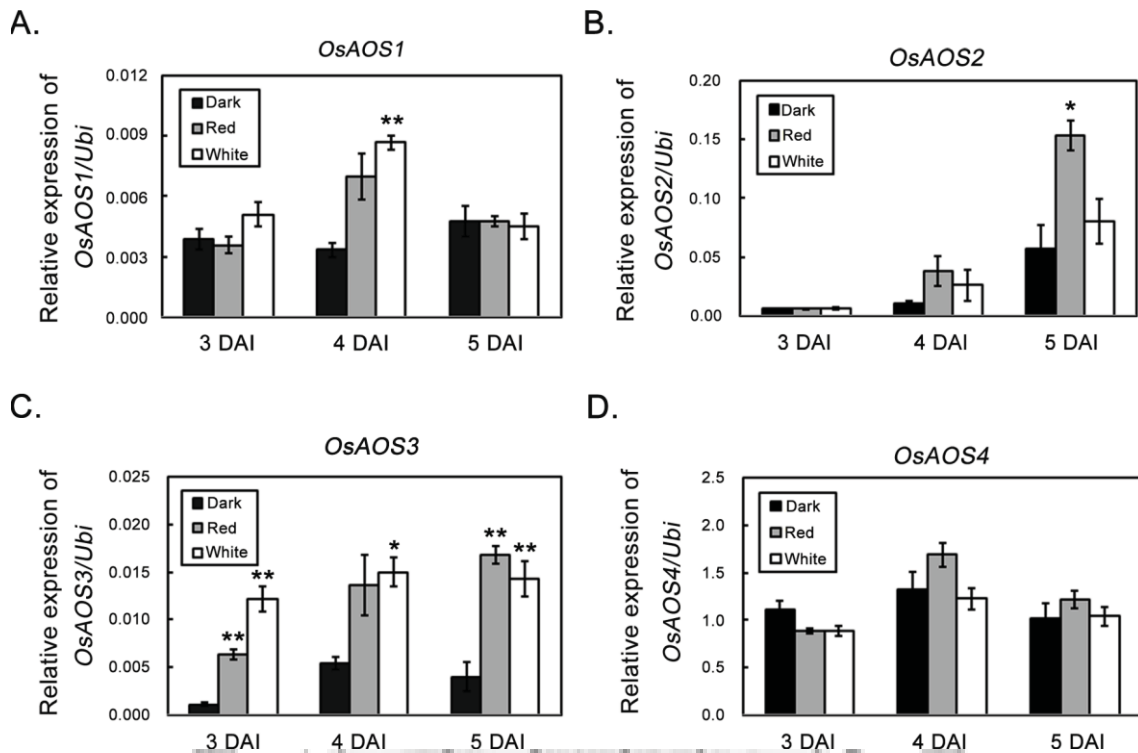 A.
OsAOS1
Relative expression of
OsAOS1/Ubi
0.012
0.009
0.006
0.003
0.000
Dark
Red
White
**
3 DAI
4 DAI
5 DAI
B.
OsAOS2
Relative expression of
OsAOS2/Ubi
0.20
0.15
0.10
0.05
0.00
Dark
Red
White
*
3 DAI
4 DAI
5 DAI
C.
OsAOS3
Relative expression of
OsAOS3/Ubi
0.025
0.020
0.015
0.010
0.005
0.000
Dark
Red
White
**
**
*
**
**
3 DAI
4 DAI
5 DAI
D.
OsAOS4
Relative expression of
OsAOS4/Ubi
2.5
2.0
1.5
1.0
0.5
0.0
Dark
Red
White
3 DAI
4 DAI
5 DAI